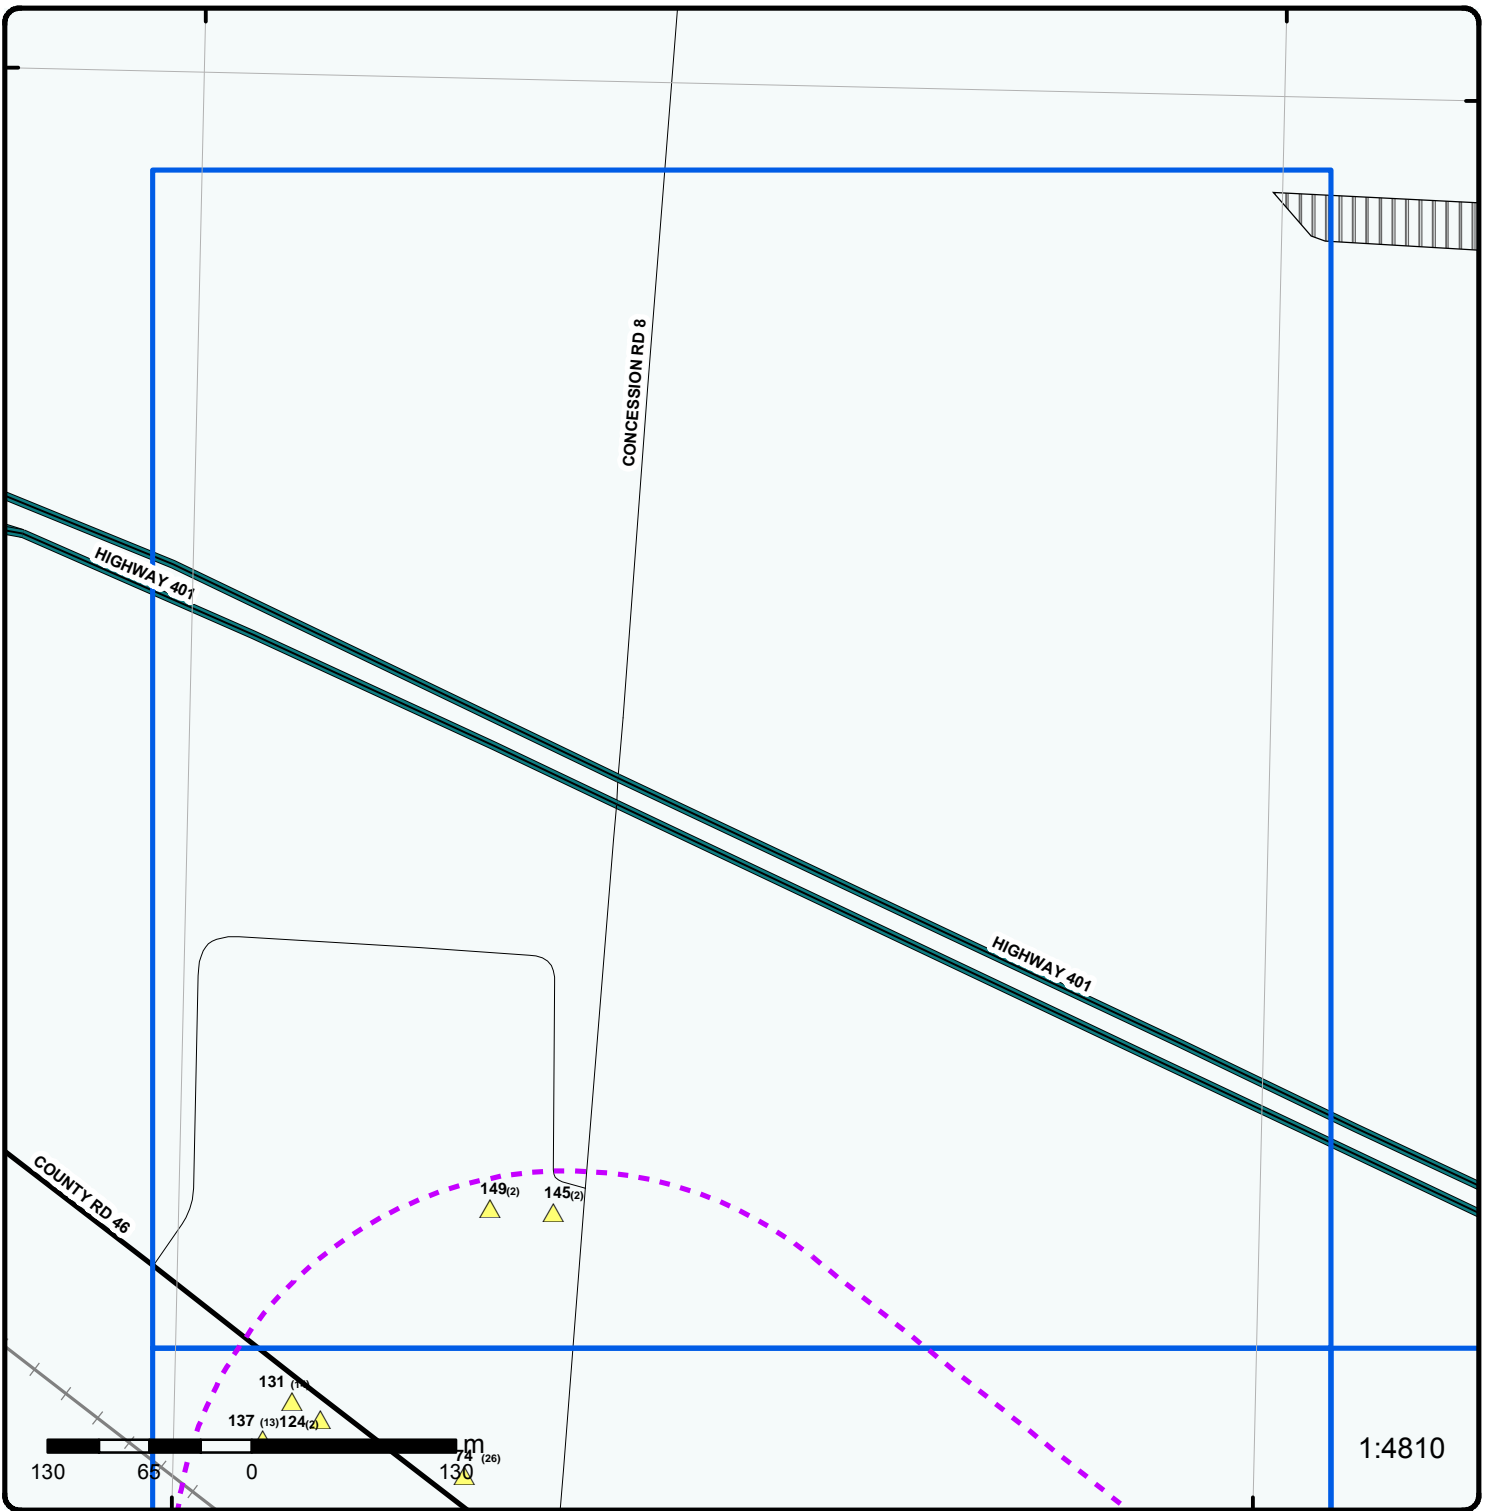 CONCESSION RD 8
HIGHWAY 401
HIGHWAY 401
COUNTY RD 46
149(2)
145(2)
131
137 (13)
124(2)
74 (26)
m
130 65 0 130
1:4810